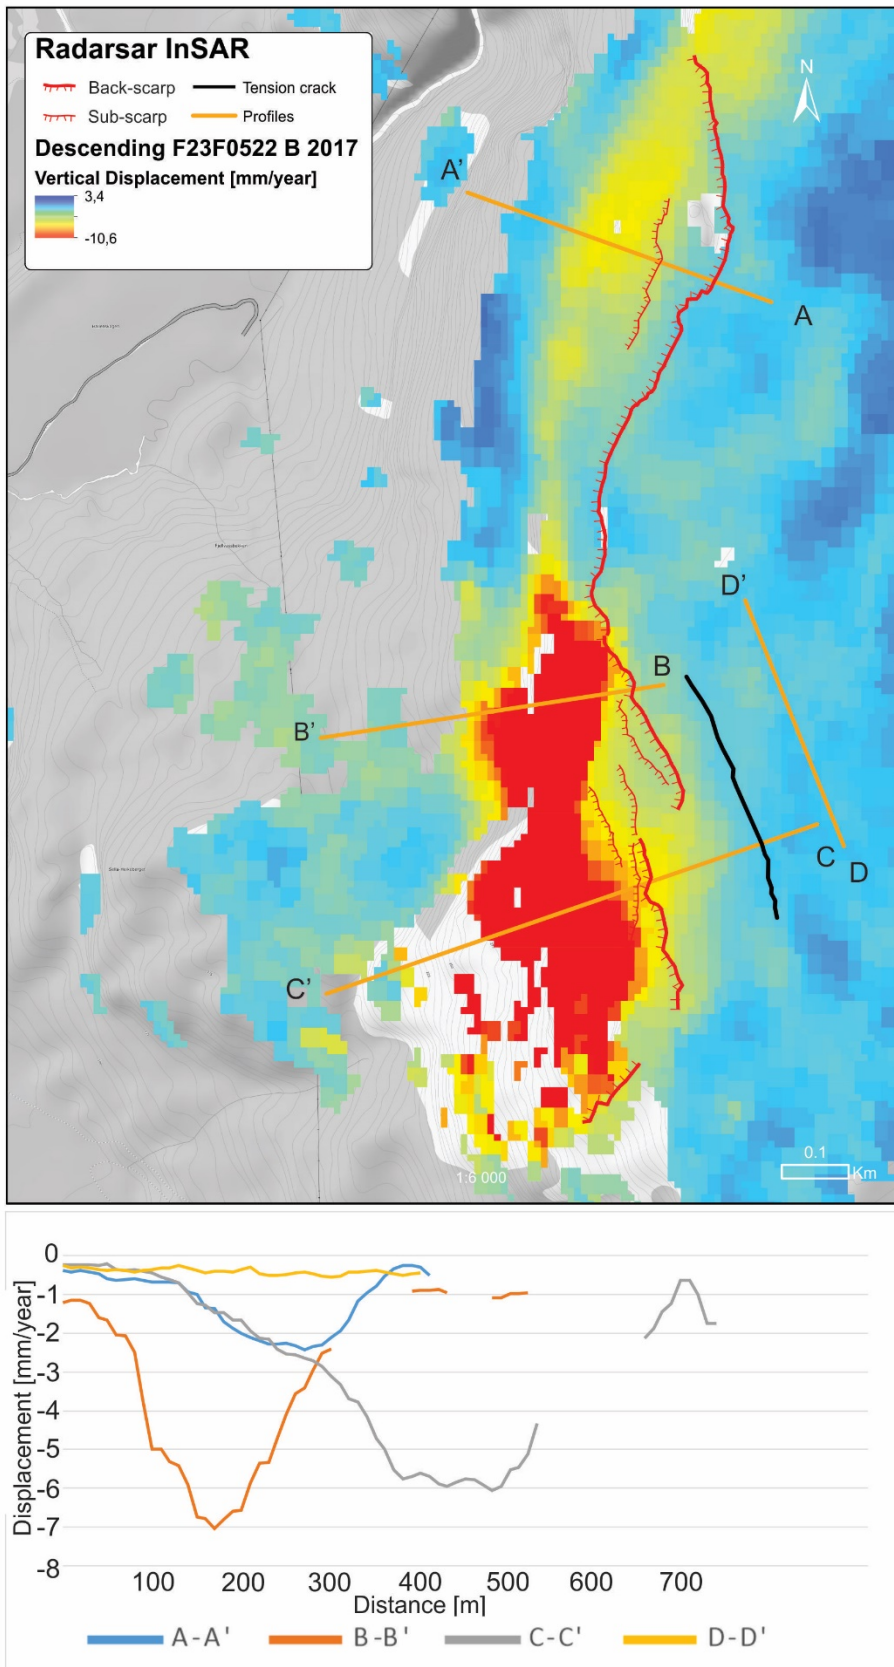 Radarsar InSAR
Back-scarp
Tension crack
Sub-scarp
Profiles
Descending F23F0522 B 2017
Vertical Displacement [mm/year]
3,4
-10,6
N
A'
A
D'
B
B'
C
D
C'
0.1
Km
1:6 000
0
-1
-2
-3
-4
-5
-6
-7
-8
Displacement [mm/year]
100 200 300 400 500 600 700
Distance [m]
A-A' B-B' C-C' D-D'